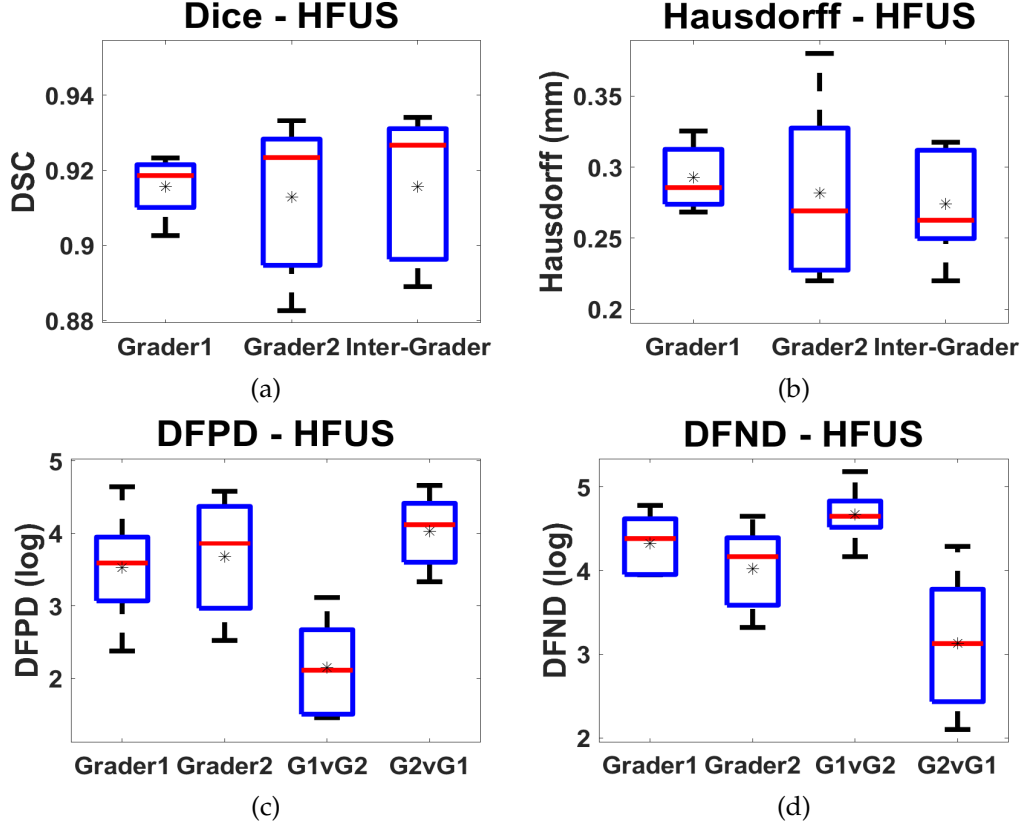 Dice - HFUS
DSC
0.94
0.92
0.9
0.88
Grader1 Grader2 Inter-Grader
(a)
Hausdorff - HFUS
Hausdorff (mm)
0.35
0.3
0.25
0.2
Grader1 Grader2 Inter-Grader
(b)
DFPD - HFUS
DFPD (log)
5
4
3
2
Grader1 Grader2 G1vG2 G2vG1
(c)
DFND - HFUS
DFND (log)
5
4
3
2
Grader1 Grader2 G1vG2 G2vG1
(d)